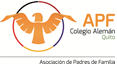 APF
Colegio Alemán
Quito
Asociación de Padres de Familia